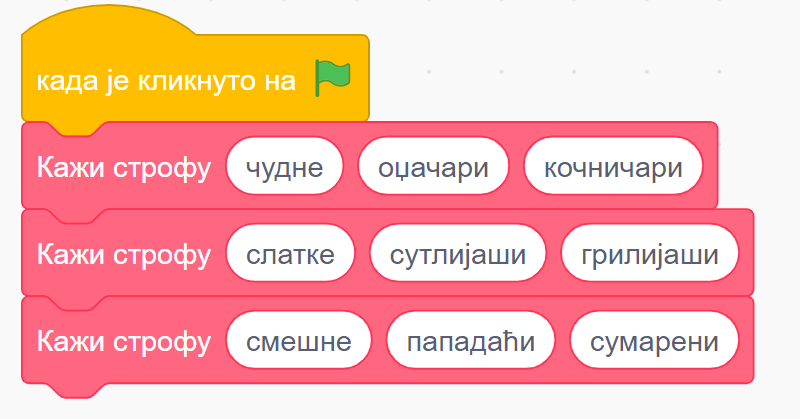 када је кликнуто на
Кажи строфу чудне оџачари кочничари
Кажи строфу слатке сутлијаши грилијаши
Кажи строфу смешне пападаћи сумарени